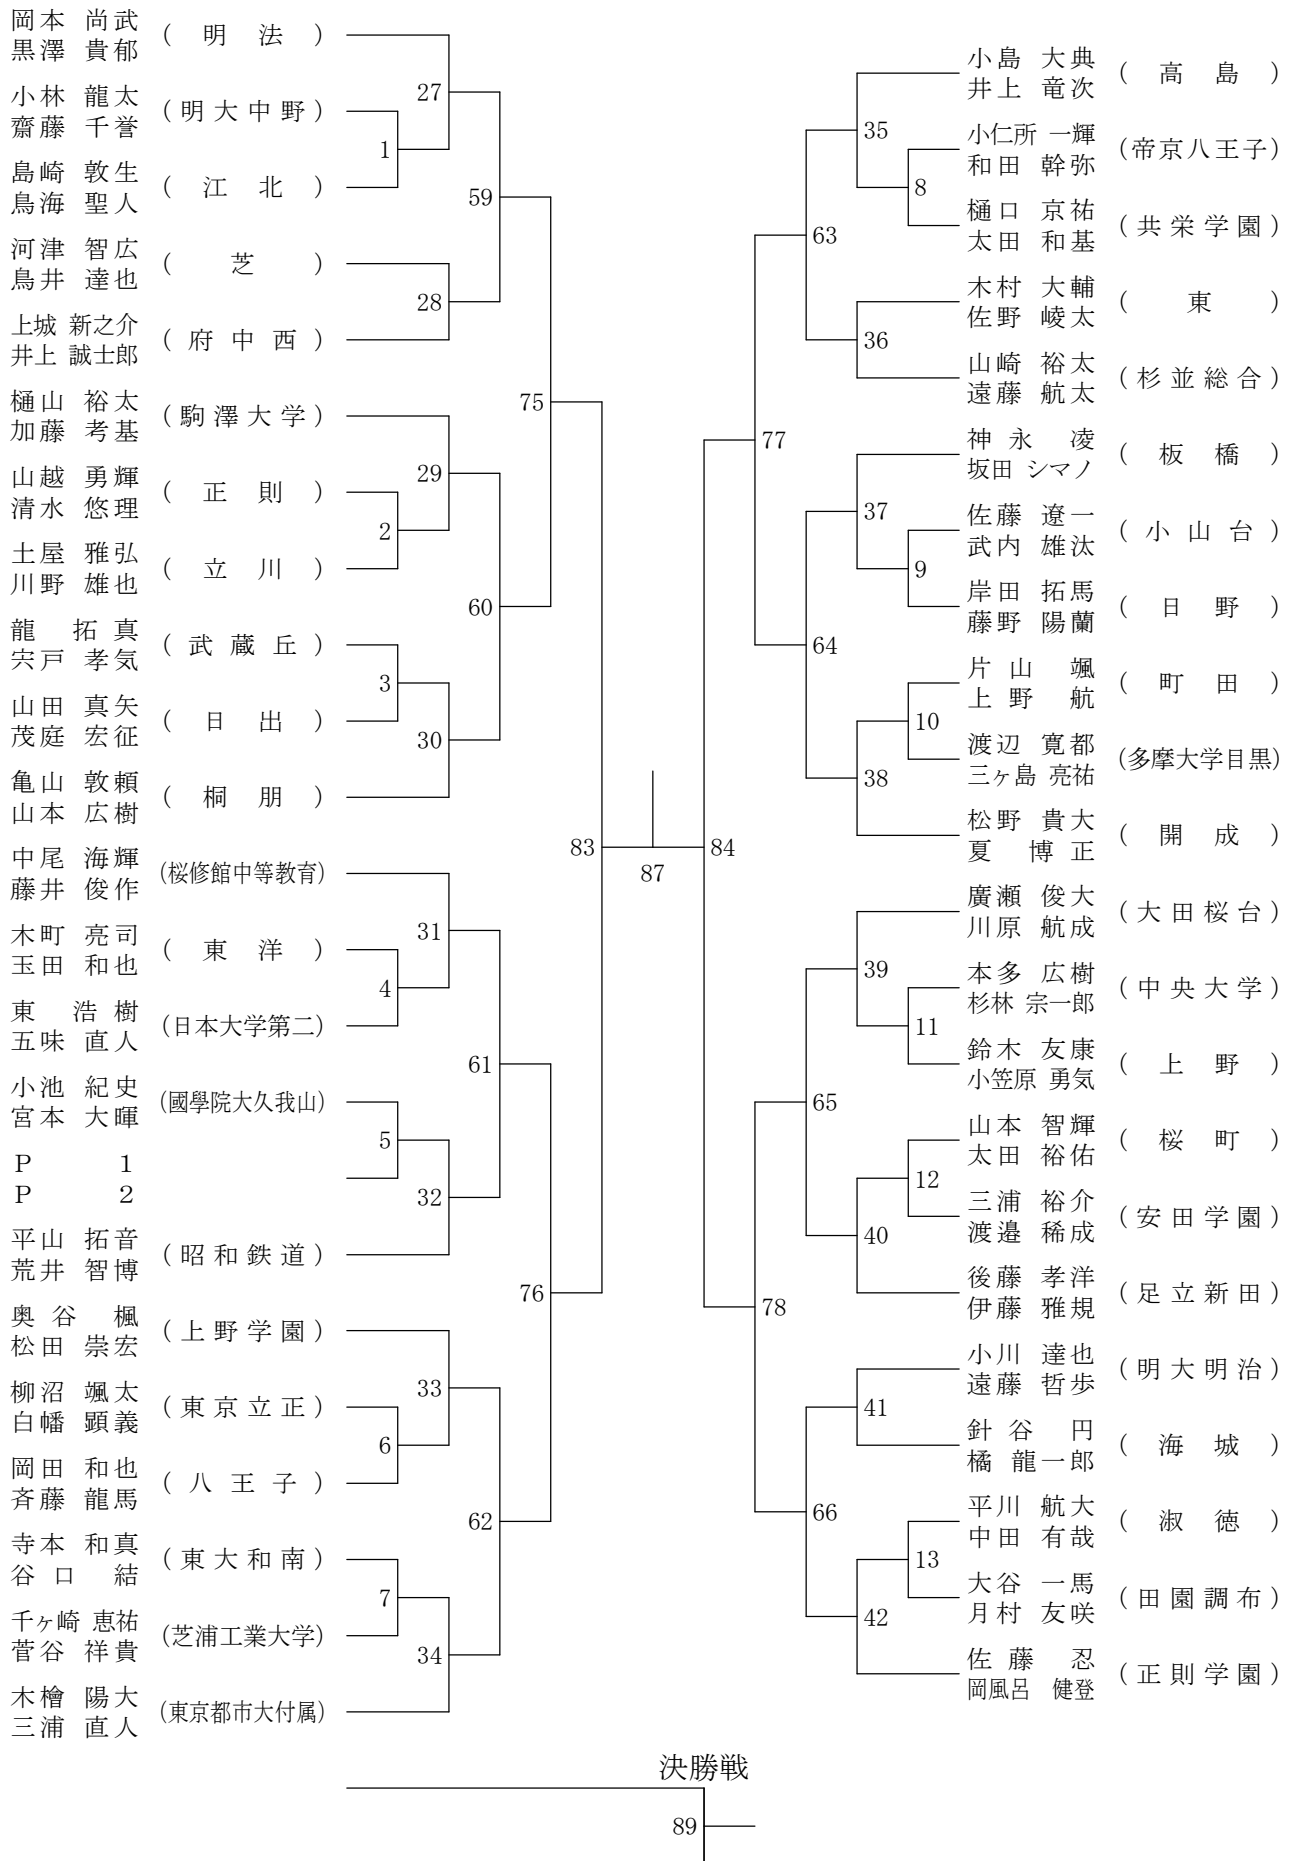 岡本 尚武
黒澤 貴郁
( 明 法 )
小林 龍太
齋藤 千誉
( 明大中野 )
島崎 敦生
鳥海 聖人
( 江 北 )
河津 智広
鳥井 達也
( 芝 )
上城 新之介
井上 誠士郎
( 府中西 )
樋山 裕太
加藤 考基
( 駒澤大学 )
山越 勇輝
清水 悠理
( 正 則 )
土屋 雅弘
川野 雄也
( 立 川 )
龍 拓真
宍戸 孝気
( 武蔵丘 )
山田 真矢
茂庭 宏征
( 日 出 )
亀山 敦頼
山本 広樹
( 桐 朋 )
中尾 海輝
藤井 俊作
(桜修館中等教育)
木町 亮司
玉田 和也
( 東 洋 )
東 浩樹
五味 直人
(日本大学第二)
小池 紀史
宮本 大暉
(國學院大久我山)
P 1
P 2
平山 拓音
荒井 智博
( 昭和鉄道 )
奥谷 楓
松田 崇宏
( 上野学園 )
柳沼 颯太
白幡 顕義
( 東京立正 )
岡田 和也
斉藤 龍馬
( 八王子 )
寺本 和真
谷口 結
( 東大和南 )
千ヶ崎 恵祐
菅谷 祥貴
(芝浦工業大学)
木檜 陽大
三浦 直人
(東京都市大付属)
27
1
59
28
75
29
2
60
3
30
83
31
4
61
5
32
76
33
6
62
7
34
87
84
小島 大典
井上 竜次
( 高 島 )
小仁所 一輝
和田 幹弥
(帝京八王子)
樋口 京祐
太田 和基
( 共栄学園 )
木村 大輔
佐野 崚太
( 東 )
山崎 裕太
遠藤 航太
( 杉並総合 )
神永 凌
坂田 シマノ
( 板 橋 )
佐藤 遼一
武内 雄汰
( 小山台 )
岸田 拓馬
藤野 陽蘭
( 日 野 )
片山 颯
上野 航
( 町 田 )
渡辺 寛都
三ヶ島 亮祐
(多摩大学目黒)
松野 貴大
夏 博正
( 開 成 )
廣瀬 俊大
川原 航成
( 大田桜台 )
本多 広樹
杉林 宗一郎
( 中央大学 )
鈴木 友康
小笠原 勇気
( 上 野 )
山本 智輝
太田 裕佑
( 桜 町 )
三浦 裕介
渡邉 稀成
( 安田学園 )
後藤 孝洋
伊藤 雅規
( 足立新田 )
小川 達也
遠藤 哲歩
( 明大明治 )
針谷 円
橘 龍一郎
( 海 城 )
平川 航大
中田 有哉
( 淑 徳 )
大谷 一馬
月村 友咲
( 田園調布 )
佐藤 忍
岡風呂 健登
( 正則学園 )
35
8
63
36
77
37
9
64
10
38
39
11
65
12
40
78
41
66
13
42
決勝戦
89